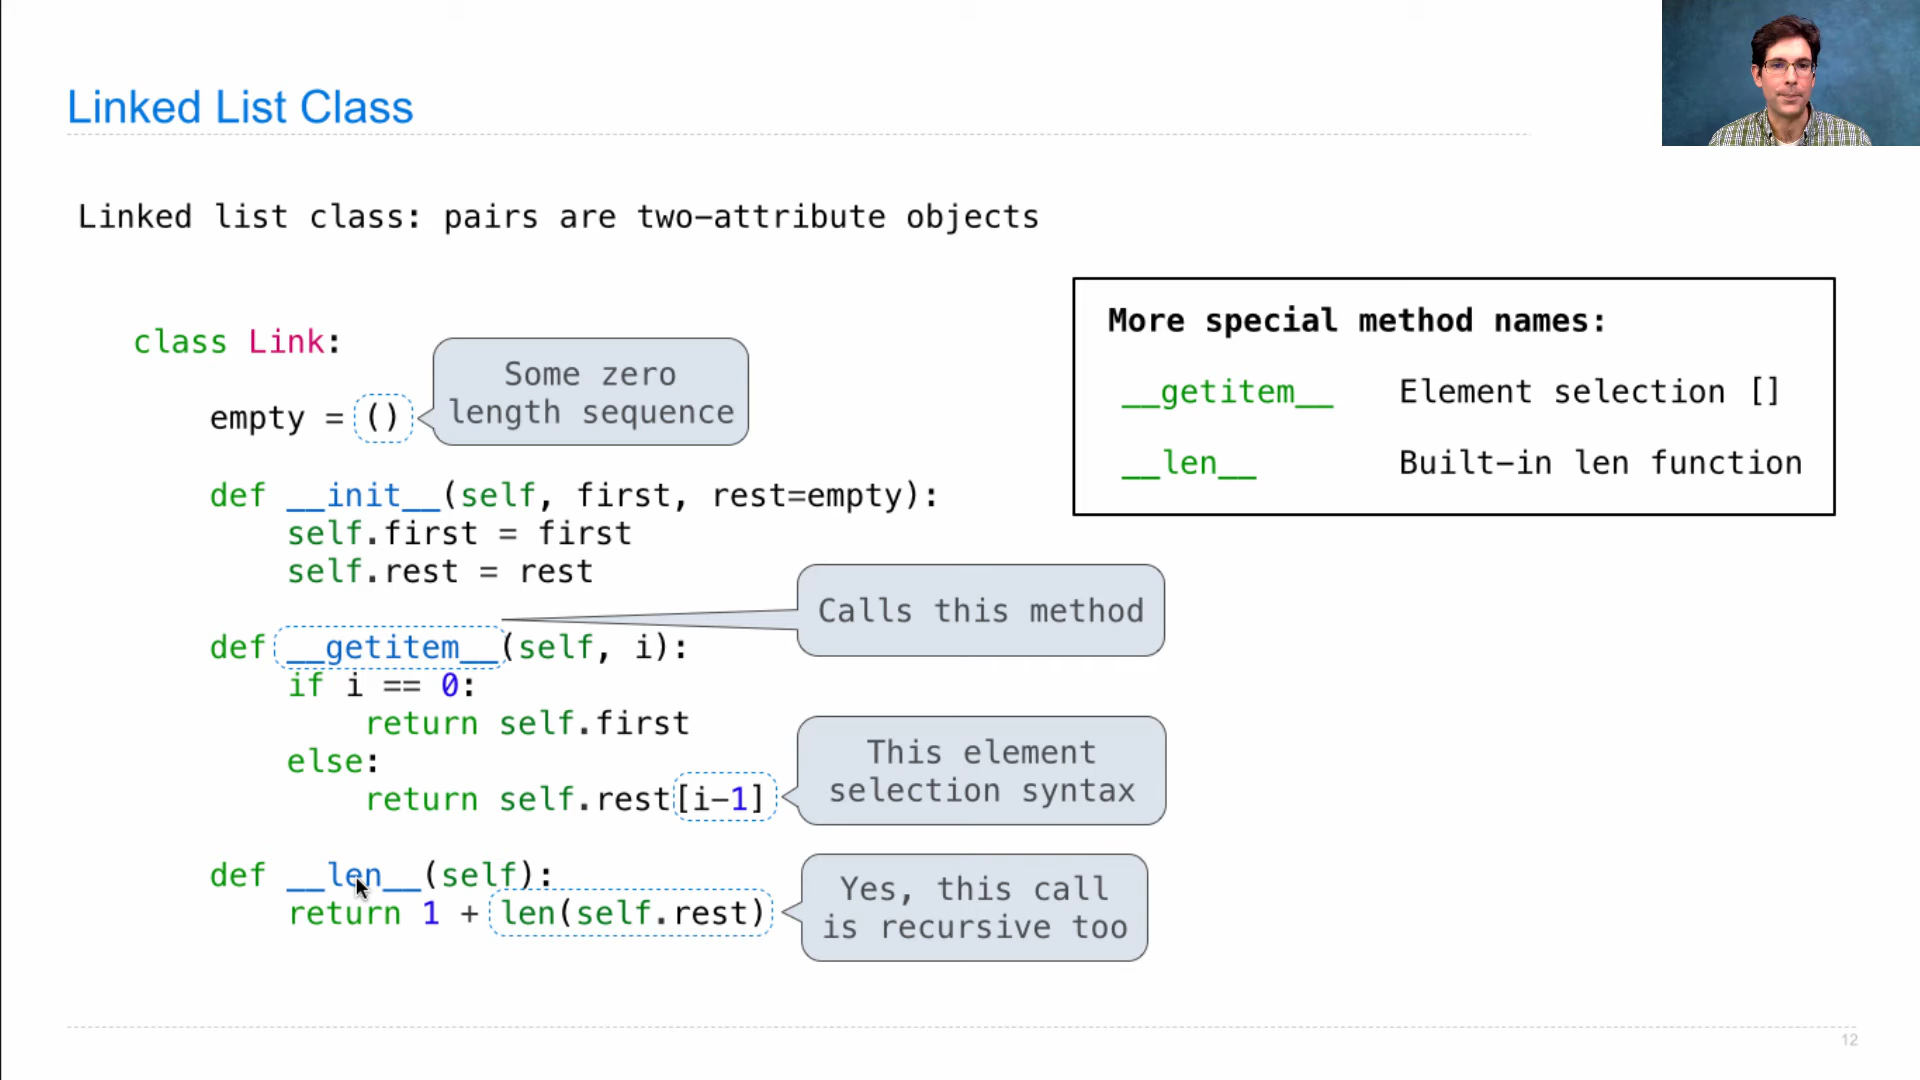 Linked List Class
Linked list class: pairs are two-attribute objects
class Link:
empty = ()
Some zero
length sequence
def __init__(self, first, rest=empty):
self.first = first
self.rest = rest
Calls this method
def __getitem__(self, i):
if i == 0:
return self.first
else:
return self.rest[i-1]
This element
selection syntax
def __len__(self):
return 1 + len(self.rest)
Yes, this call
is recursive too
More special method names:
__getitem__ Element selection []
__len__ Built-in len function
12